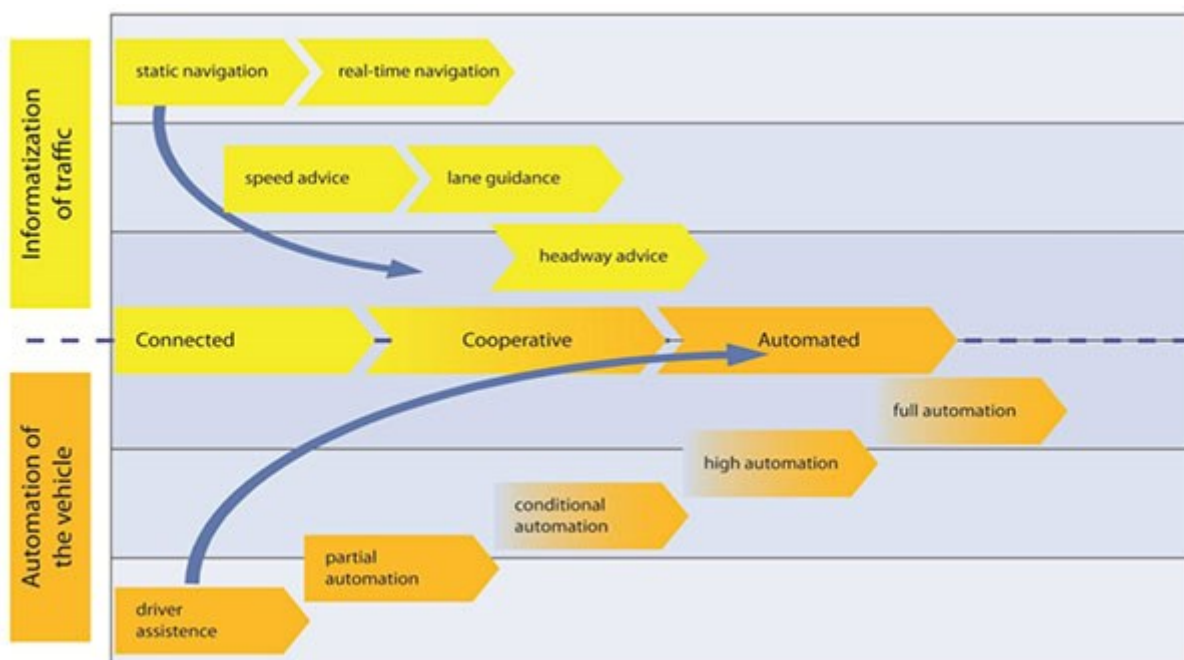 Informatization
of traffic
static navigation
real-time navigation
speed advice
lane guidance
headway advice
Connected
Cooperative
Automated
Automation of
the vehicle
full automation
high automation
conditional
automation
partial
automation
driver
assistence